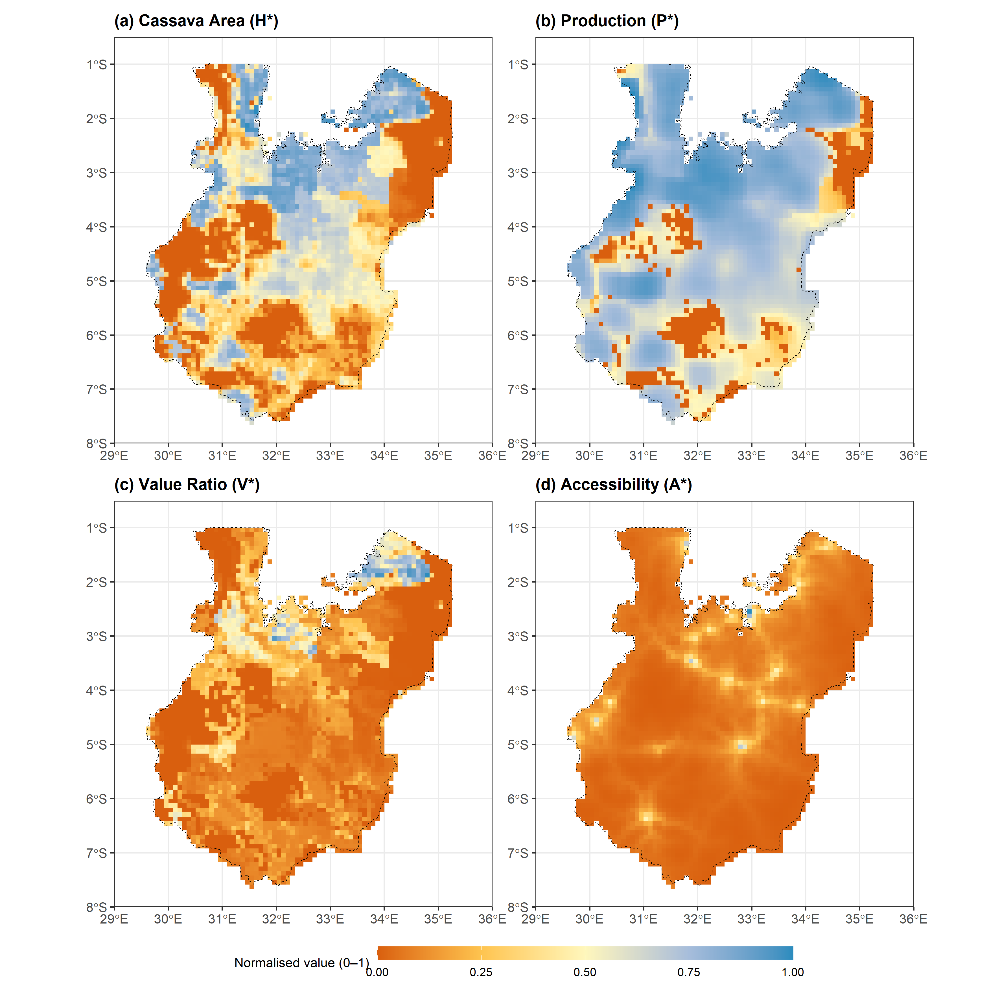 (a) Cassava Area (H*)
(b) Production (P*)
1°S
2°S
3°S
4°S
5°S
6°S
7°S
8°S
29°E 30°E 31°E 32°E 33°E 34°E 35°E 36°E
1°S
2°S
3°S
4°S
5°S
6°S
7°S
8°S
29°E 30°E 31°E 32°E 33°E 34°E 35°E 36°E
(c) Value Ratio (V*)
(d) Accessibility (A*)
1°S
2°S
3°S
4°S
5°S
6°S
7°S
8°S
29°E 30°E 31°E 32°E 33°E 34°E 35°E 36°E
1°S
2°S
3°S
4°S
5°S
6°S
7°S
8°S
29°E 30°E 31°E 32°E 33°E 34°E 35°E 36°E
Normalised value (0–1)
0.00 0.25 0.50 0.75 1.00